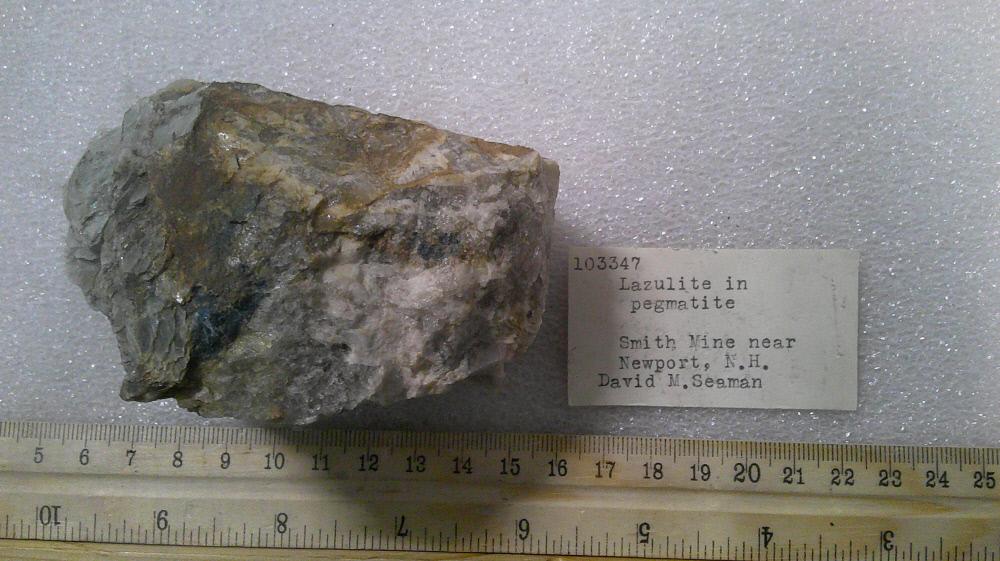 103347
Lazulite in
pegmatite
Smith Mine near
Newport, N.H.
David M.Seaman
5 6 7 8 9 10 11 12 13 14 15 16 17 18 19 20 21 22 23 24 25
10 9 8 7 6 5 4 3